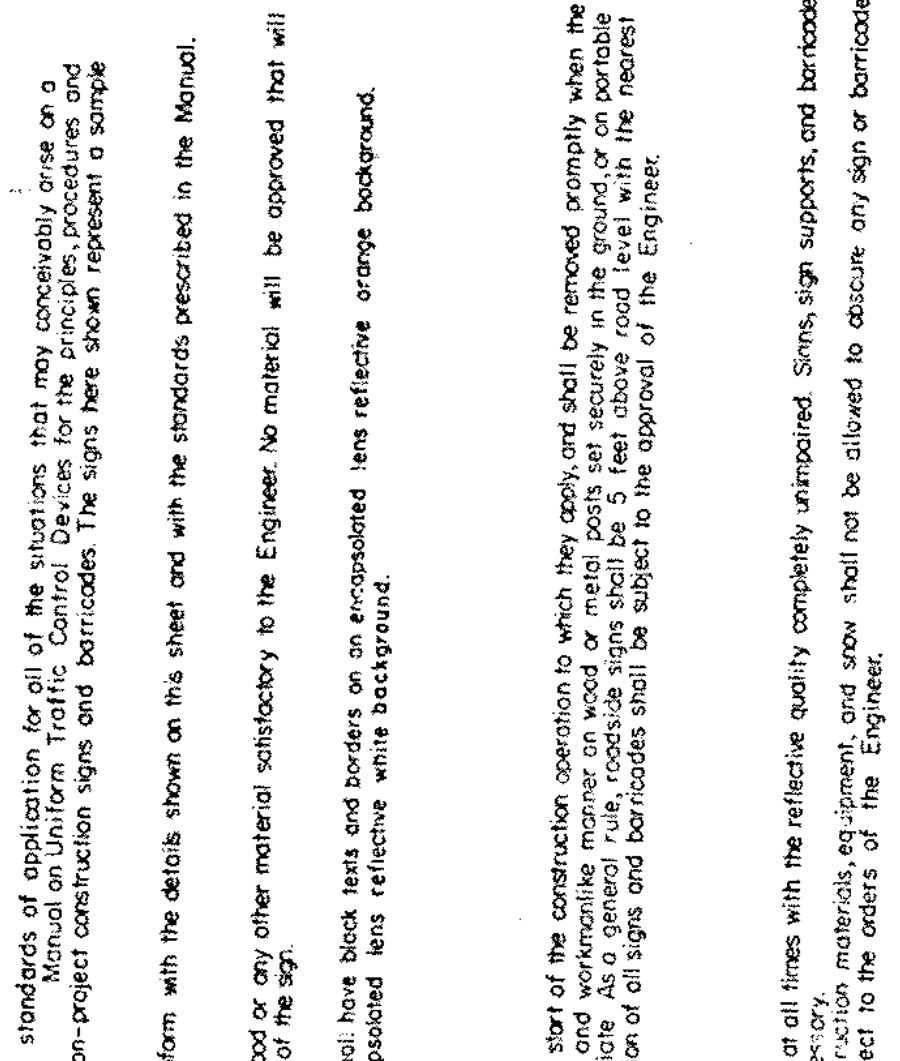 standards of application for all of the situations that may conceivably arise on a
Manual on Uniform Traffic Control Devices for the principles, procedures and
on-project construction signs and barricades. The signs here shown represent a sample
form with the details shown on this sheet and with the standards prescribed in the Manual.
ood or any other material satisfactory to the Engineer. No material will be approved that will
of the sign.
all have black texts and borders on an encapsolated lens reflective orange background.
psolated lens reflective white background.
start of the construction operation to which they apply, and shall be removed promptly when the
and workmanlike manner on wood or metal posts set securely in the ground, or on portable
iate. As a general rule, roadside signs shall be 5 feet above road level with the nearest
ion of all signs and barricades shall be subject to the approval of the Engineer.
at all times with the reflective quality completely unimpaired. Signs, sign supports, and barricade
essary.
ruction materials, equipment, and snow shall not be allowed to obscure any sign or barricade
ect to the orders of the Engineer.